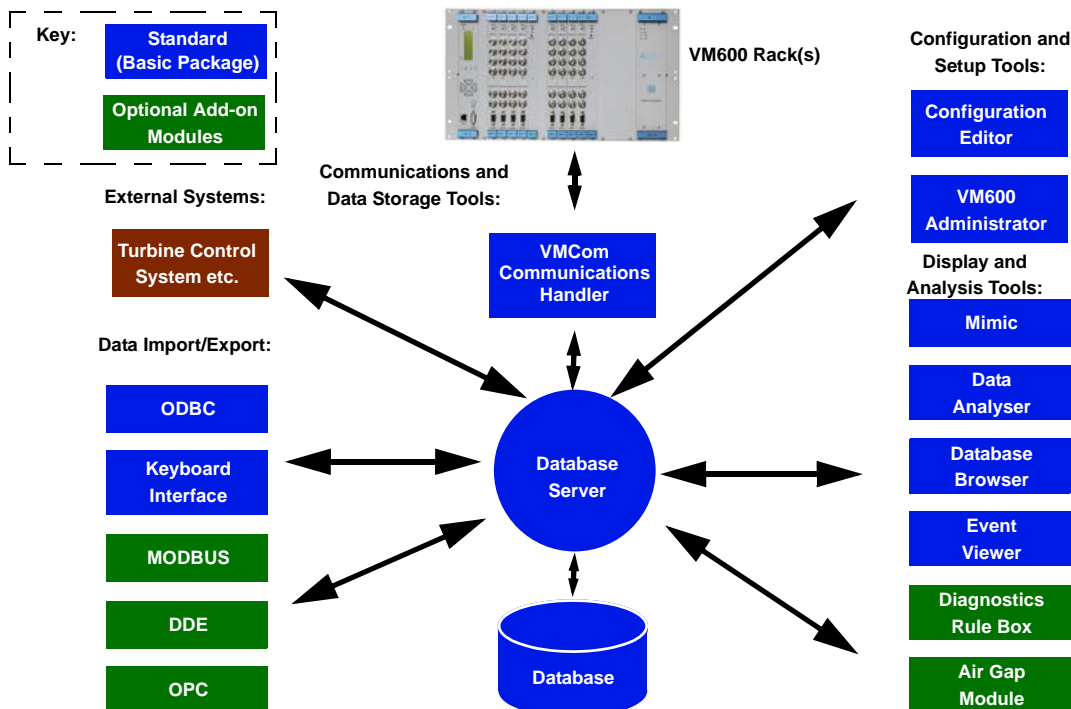 Key:
Standard
(Basic Package)
Optional Add-on
Modules
VM600 Rack(s)
Configuration and
Setup Tools:
Configuration
Editor
VM600
Administrator
Communications and
Data Storage Tools:
External Systems:
Turbine Control
System etc.
VMCom
Communications
Handler
Display and
Analysis Tools:
Mimic
Data
Analyser
Database
Browser
Event
Viewer
Diagnostics
Rule Box
Air Gap
Module
Data Import/Export:
ODBC
Keyboard
Interface
MODBUS
DDE
OPC
Database
Server
Database